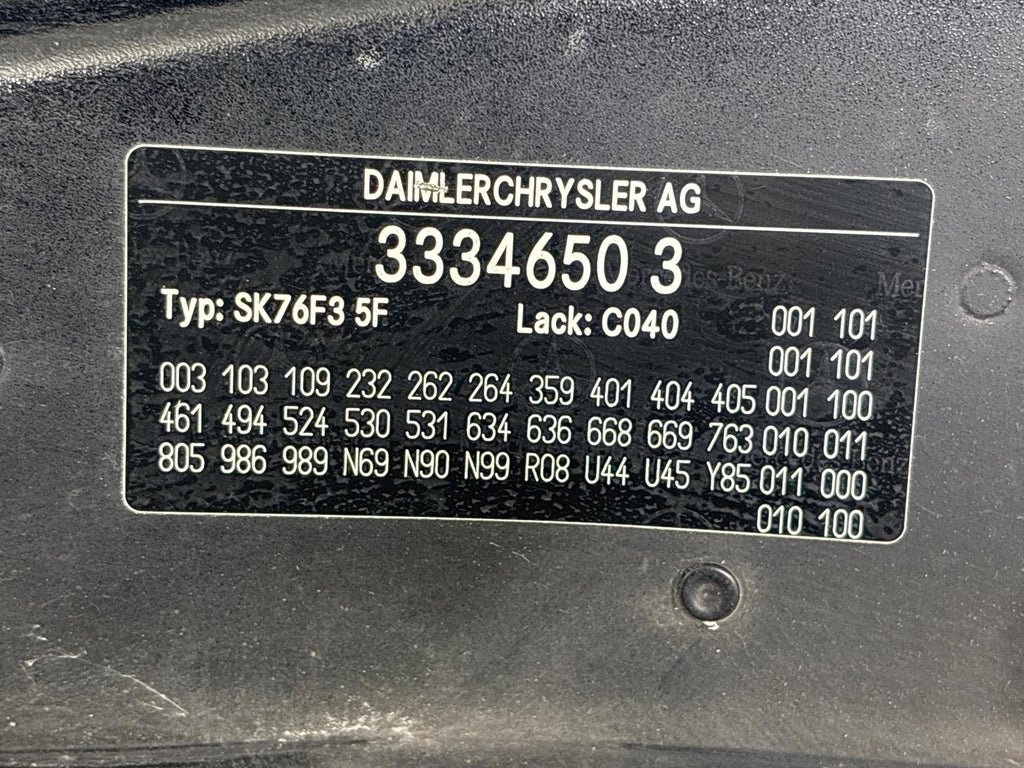 DAIMLERCHRYSLER AG
3334650 3
Typ: SK76F3 5F Lack: C040 001 101
001 101
003 103 109 232 262 264 359 401 404 405 001 100
461 494 524 530 531 634 636 668 669 763 010 011
805 986 989 N69 N90 N99 R08 U44 U45 Y85 011 000
010 100